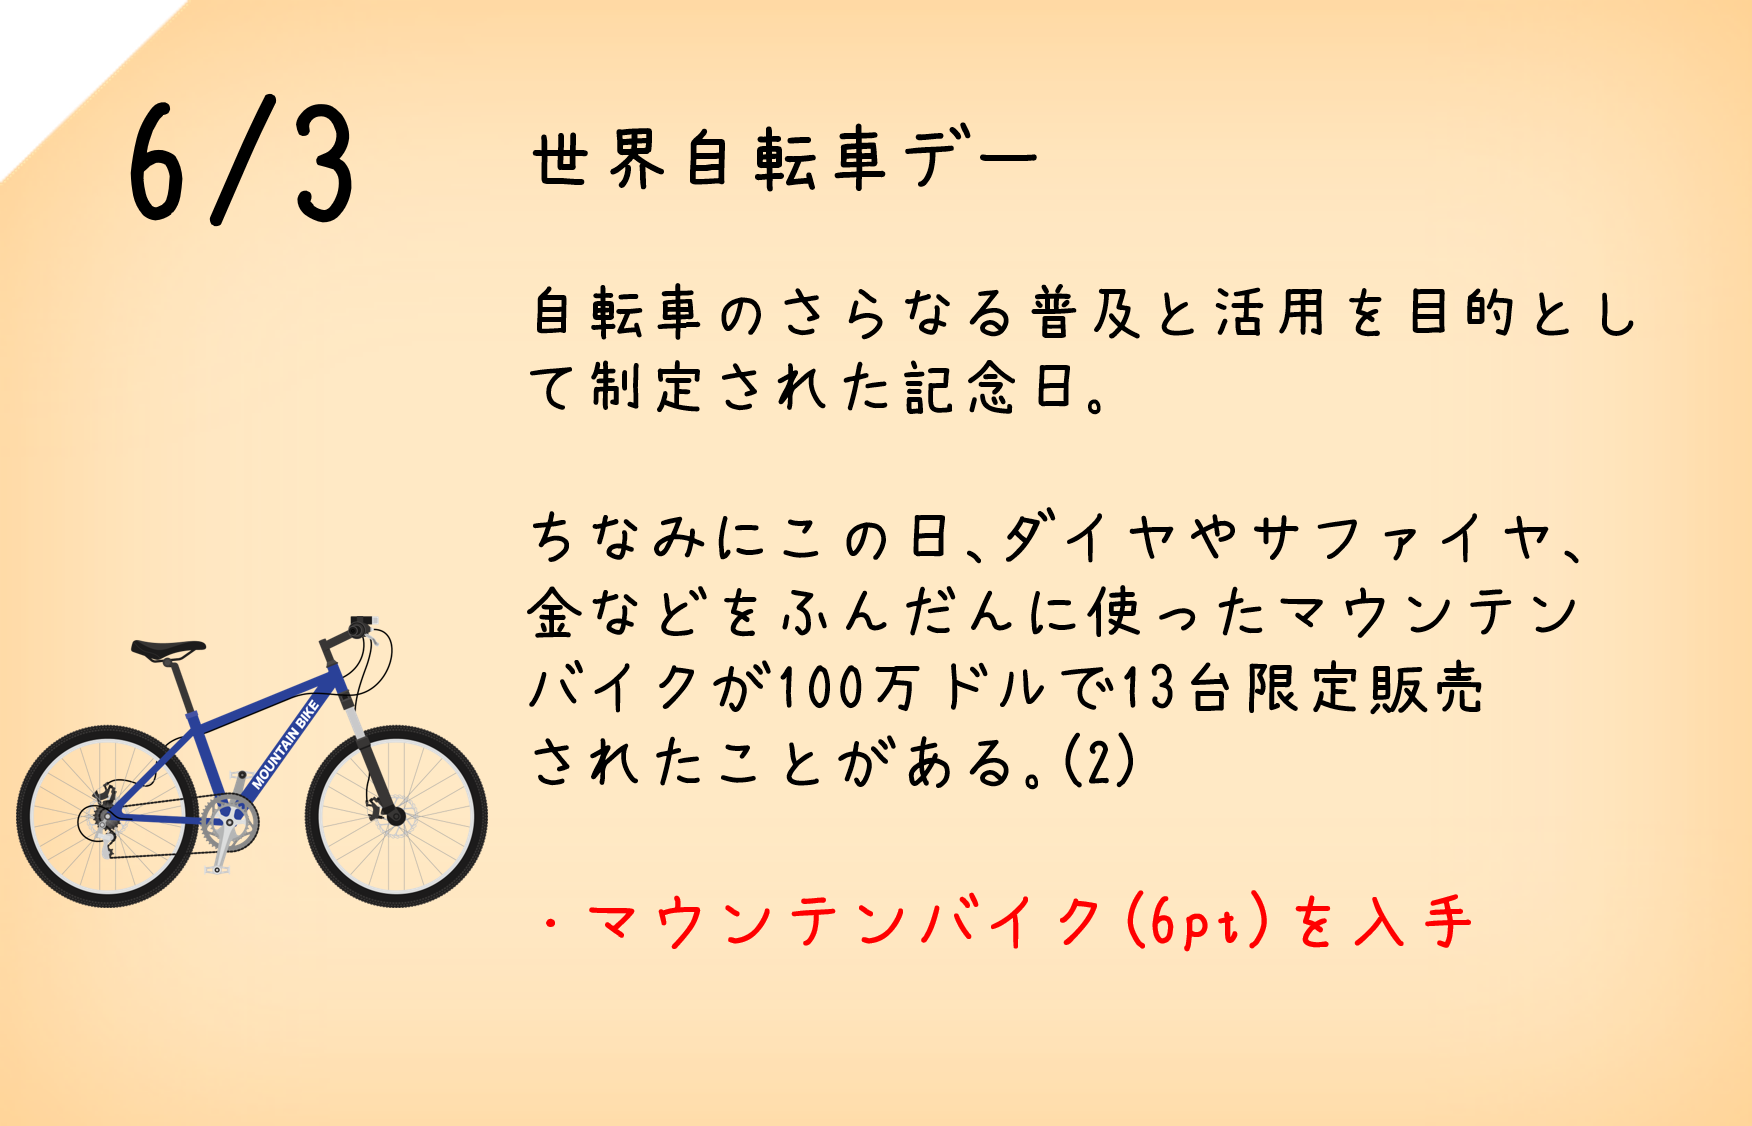 6/3
世界自転車デー
自転車のさらなる普及と活用を目的とし
て制定された記念日。
ちなみにこの日、ダイヤやサファイヤ、
金などをふんだんに使ったマウンテン
バイクが100万ドルで13台限定販売
されたことがある。(2)
MOUNTAIN BIKE
・マウンテンバイク(6pt)を入手